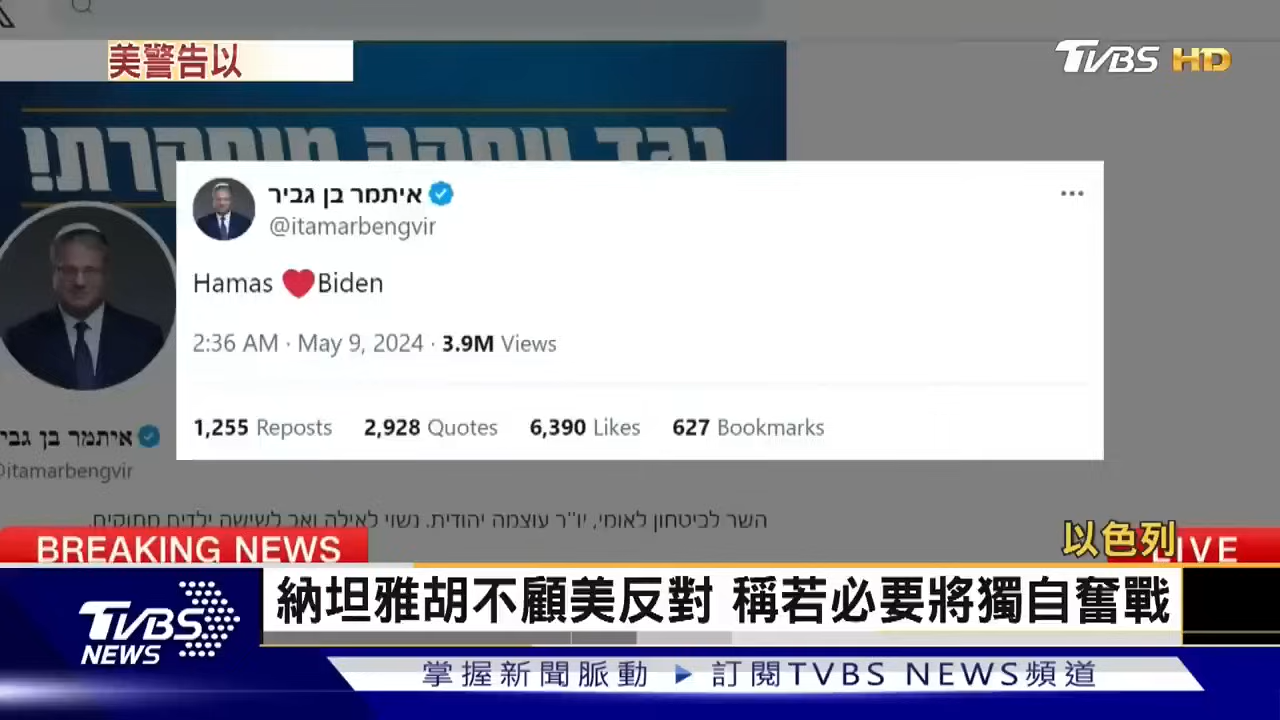 美警告以
TVBS HD
נגד עסקה מופקרת!
איתמר בן גביר
@itamarbengvir
Hamas ❤️Biden
2:36 AM · May 9, 2024 · 3.9M Views
1,255 Reposts 2,928 Quotes 6,390 Likes 627 Bookmarks
איתמר בן גבי
@itamarbengvir
השר לביטחון לאומי, יו"ר עוצמה יהודית. נשוי לאילה ואב לשישה ילדים מתוקים.
BREAKING NEWS
以色列
LIVE
納坦雅胡不顧美反對 稱若必要將獨自奮戰
TVBS NEWS
掌握新聞脈動 ▶ 訂閱TVBS NEWS頻道